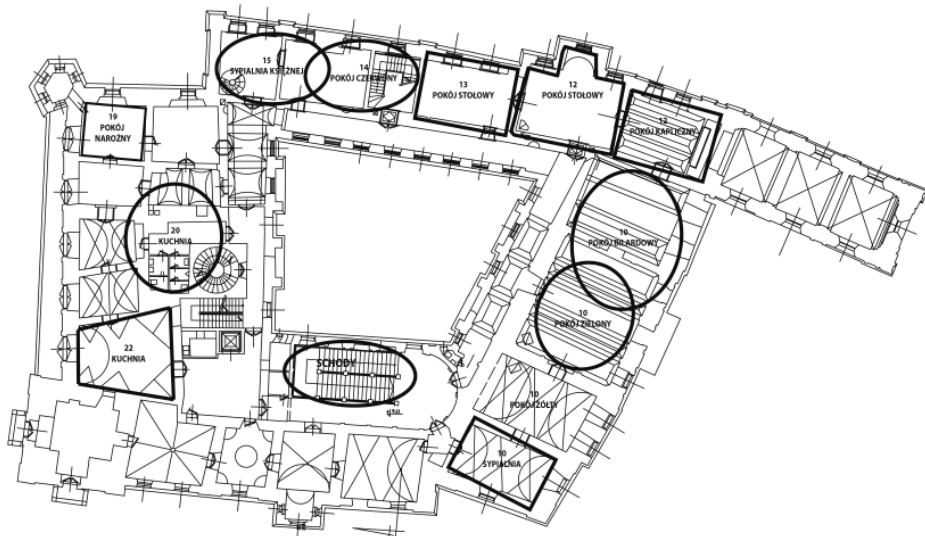 15
SYPIALNIA KSIĘŻNEJ
14
POKÓJ CZERWONY
13
POKÓJ STOŁOWY
12
POKÓJ STOŁOWY
12
POKÓJ KAPLICZNY
19
POKÓJ
NAROŻNY
20
KUCHNIA
10
POKÓJ BILARDOWY
10
POKÓJ ZIELONY
22
KUCHNIA
SCHODY
10
POKÓJ ŻÓŁTY
10
SYPIALNIA